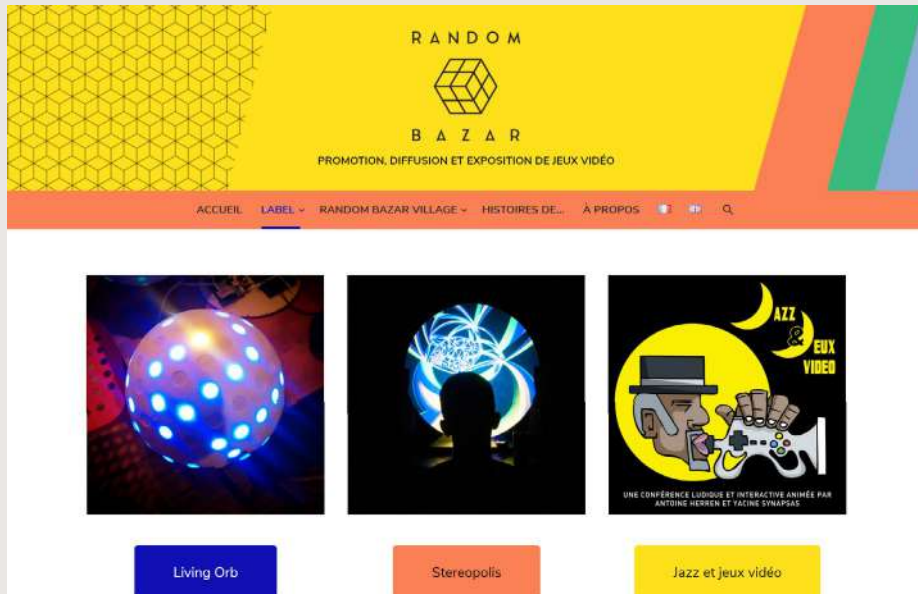 RANDOM
BAZAR
PROMOTION, DIFFUSION ET EXPOSITION DE JEUX VIDÉO
ACCUEIL LABEL RANDOM BAZAR VILLAGE HISTOIRES DE... À PROPOS
JAZZ
& JEUX
VIDEO
UNE CONFÉRENCE LUDIQUE ET INTERACTIVE ANIMÉE PAR
ANTOINE HERREN ET YACINE SYNAPSAS
Living Orb Stereopolis Jazz et jeux vidéo